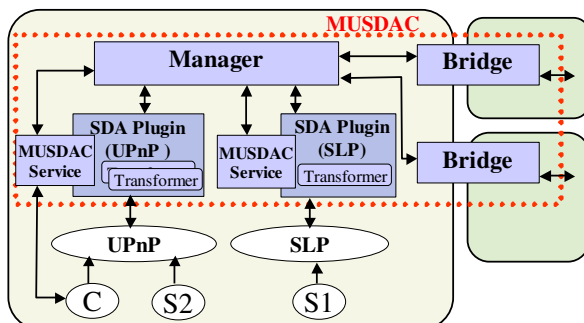 MUSDAC
Manager
Bridge
SDA Plugin
(UPnP )
MUSDAC
Service
Transformer
SDA Plugin
(SLP)
MUSDAC
Service
Transformer
Bridge
UPnP
SLP
C
S2
S1